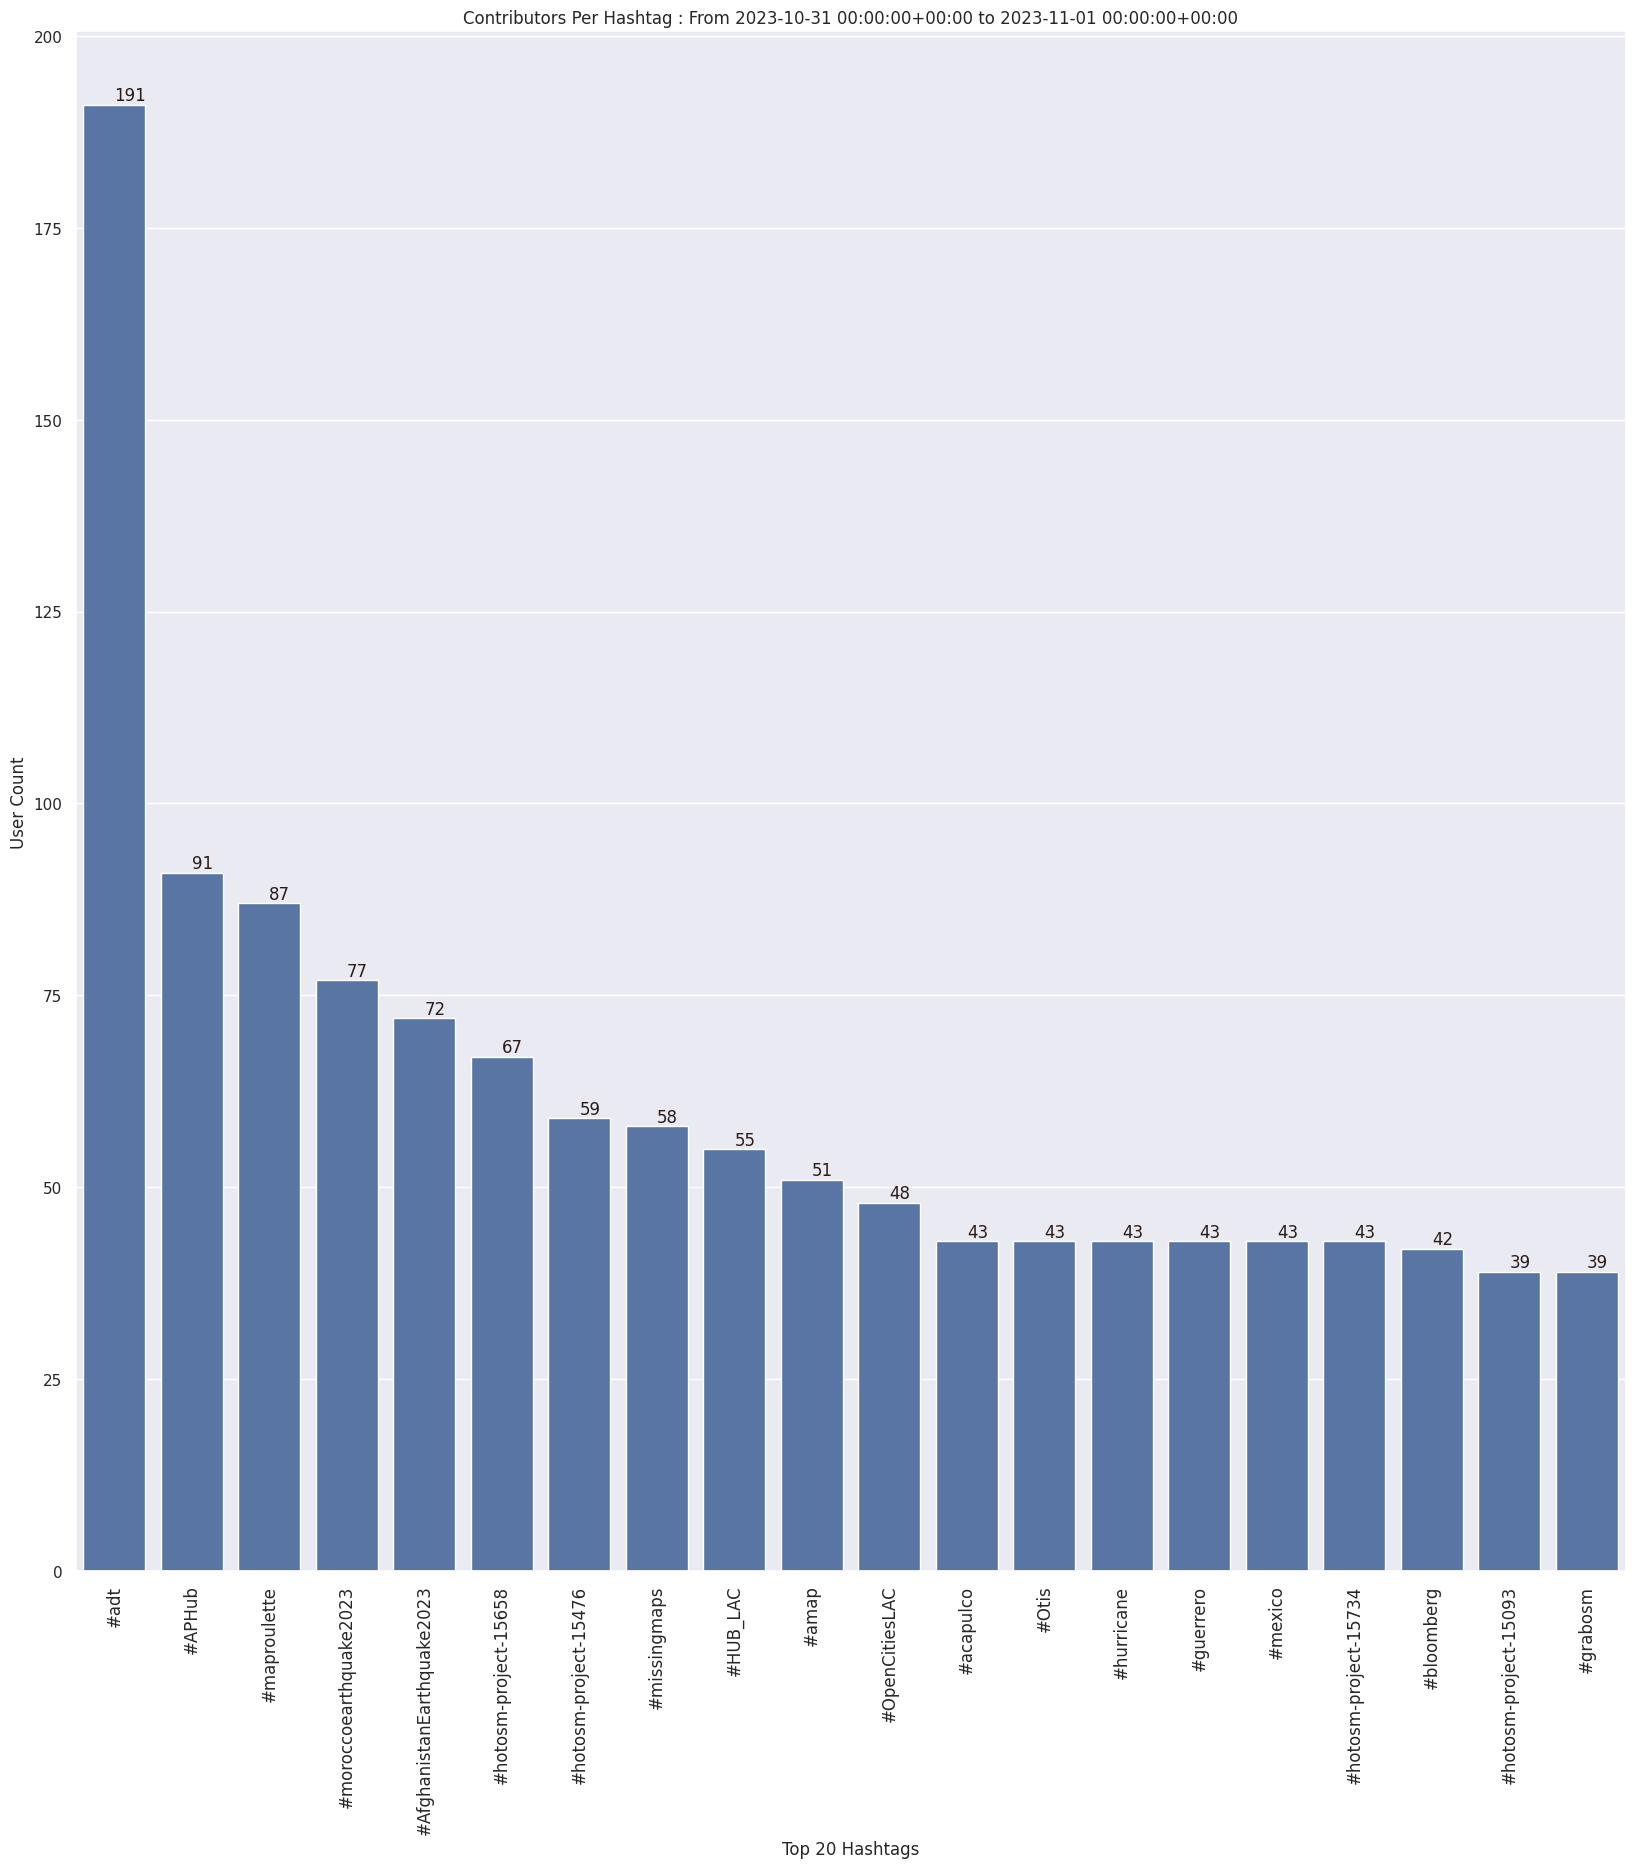 Contributors Per Hashtag : From 2023-10-31 00:00:00+00:00 to 2023-11-01 00:00:00+00:00
User Count
200
175
150
125
100
75
50
25
0
191
91
87
77
72
67
59
58
55
51
48
43
43
43
43
43
43
42
39
39
#adt
#APHub
#maproulette
#moroccoearthquake2023
#AfghanistanEarthquake2023
#hotosm-project-15658
#hotosm-project-15476
#missingmaps
#HUB_LAC
#amap
#OpenCitiesLAC
#acapulco
#Otis
#hurricane
#guerrero
#mexico
#hotosm-project-15734
#bloomberg
#hotosm-project-15093
#grabosm
Top 20 Hashtags